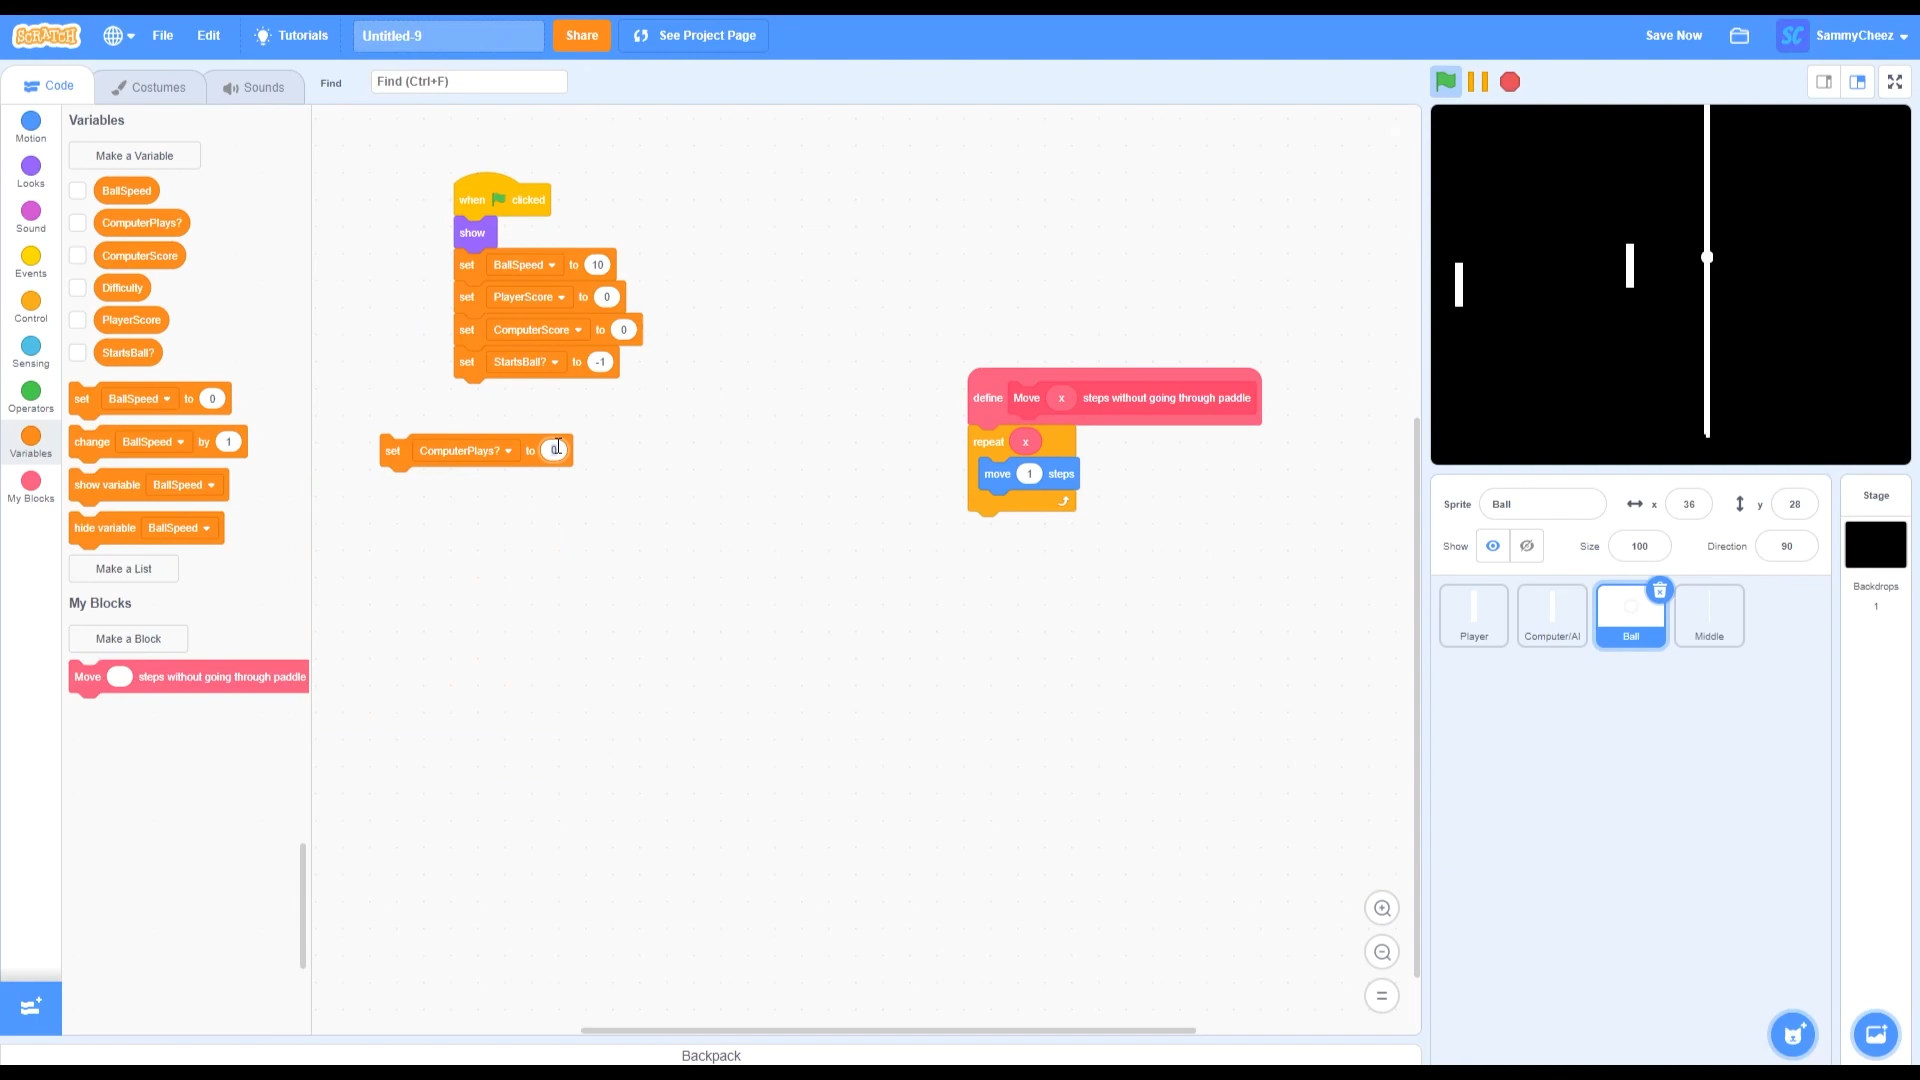 SCRATCH
File
Edit
Tutorials
Untitled-9
Share
See Project Page
Save Now
SC
SammyCheez
Code
Costumes
Sounds
Find
Find (Ctrl+F)
Motion
Looks
Sound
Events
Control
Sensing
Operators
Variables
My Blocks
Variables
Make a Variable
BallSpeed
ComputerPlays?
ComputerScore
Difficulty
PlayerScore
StartsBall?
set BallSpeed to 0
change BallSpeed by 1
show variable BallSpeed
hide variable BallSpeed
Make a List
My Blocks
Make a Block
Move steps without going through paddle
when clicked
show
set BallSpeed to 10
set PlayerScore to 0
set ComputerScore to 0
set StartsBall? to -1
set ComputerPlays? to 0
define Move x steps without going through paddle
repeat x
move 1 steps
Backpack
Sprite Ball x 36 y 28
Show Size 100 Direction 90
Player
Computer/AI
Ball
Middle
Stage
Backdrops
1